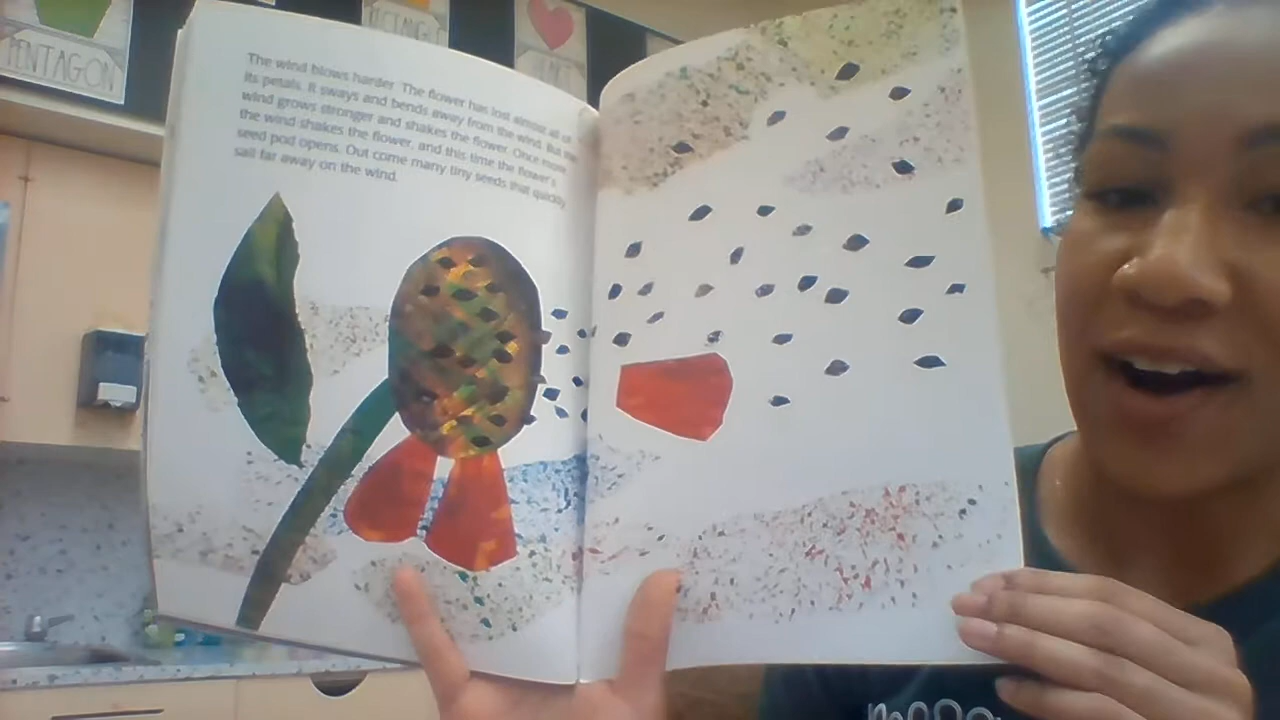 PENTAGON
RECTANGL
The wind blows harder. The flower has lost almost all of
its petals. It sways and bends away from the wind. But the
wind grows stronger and shakes the flower. Once more
the wind shakes the flower, and this time the flower's
seed pod opens. Out come many tiny seeds that quickly
sail far away on the wind.